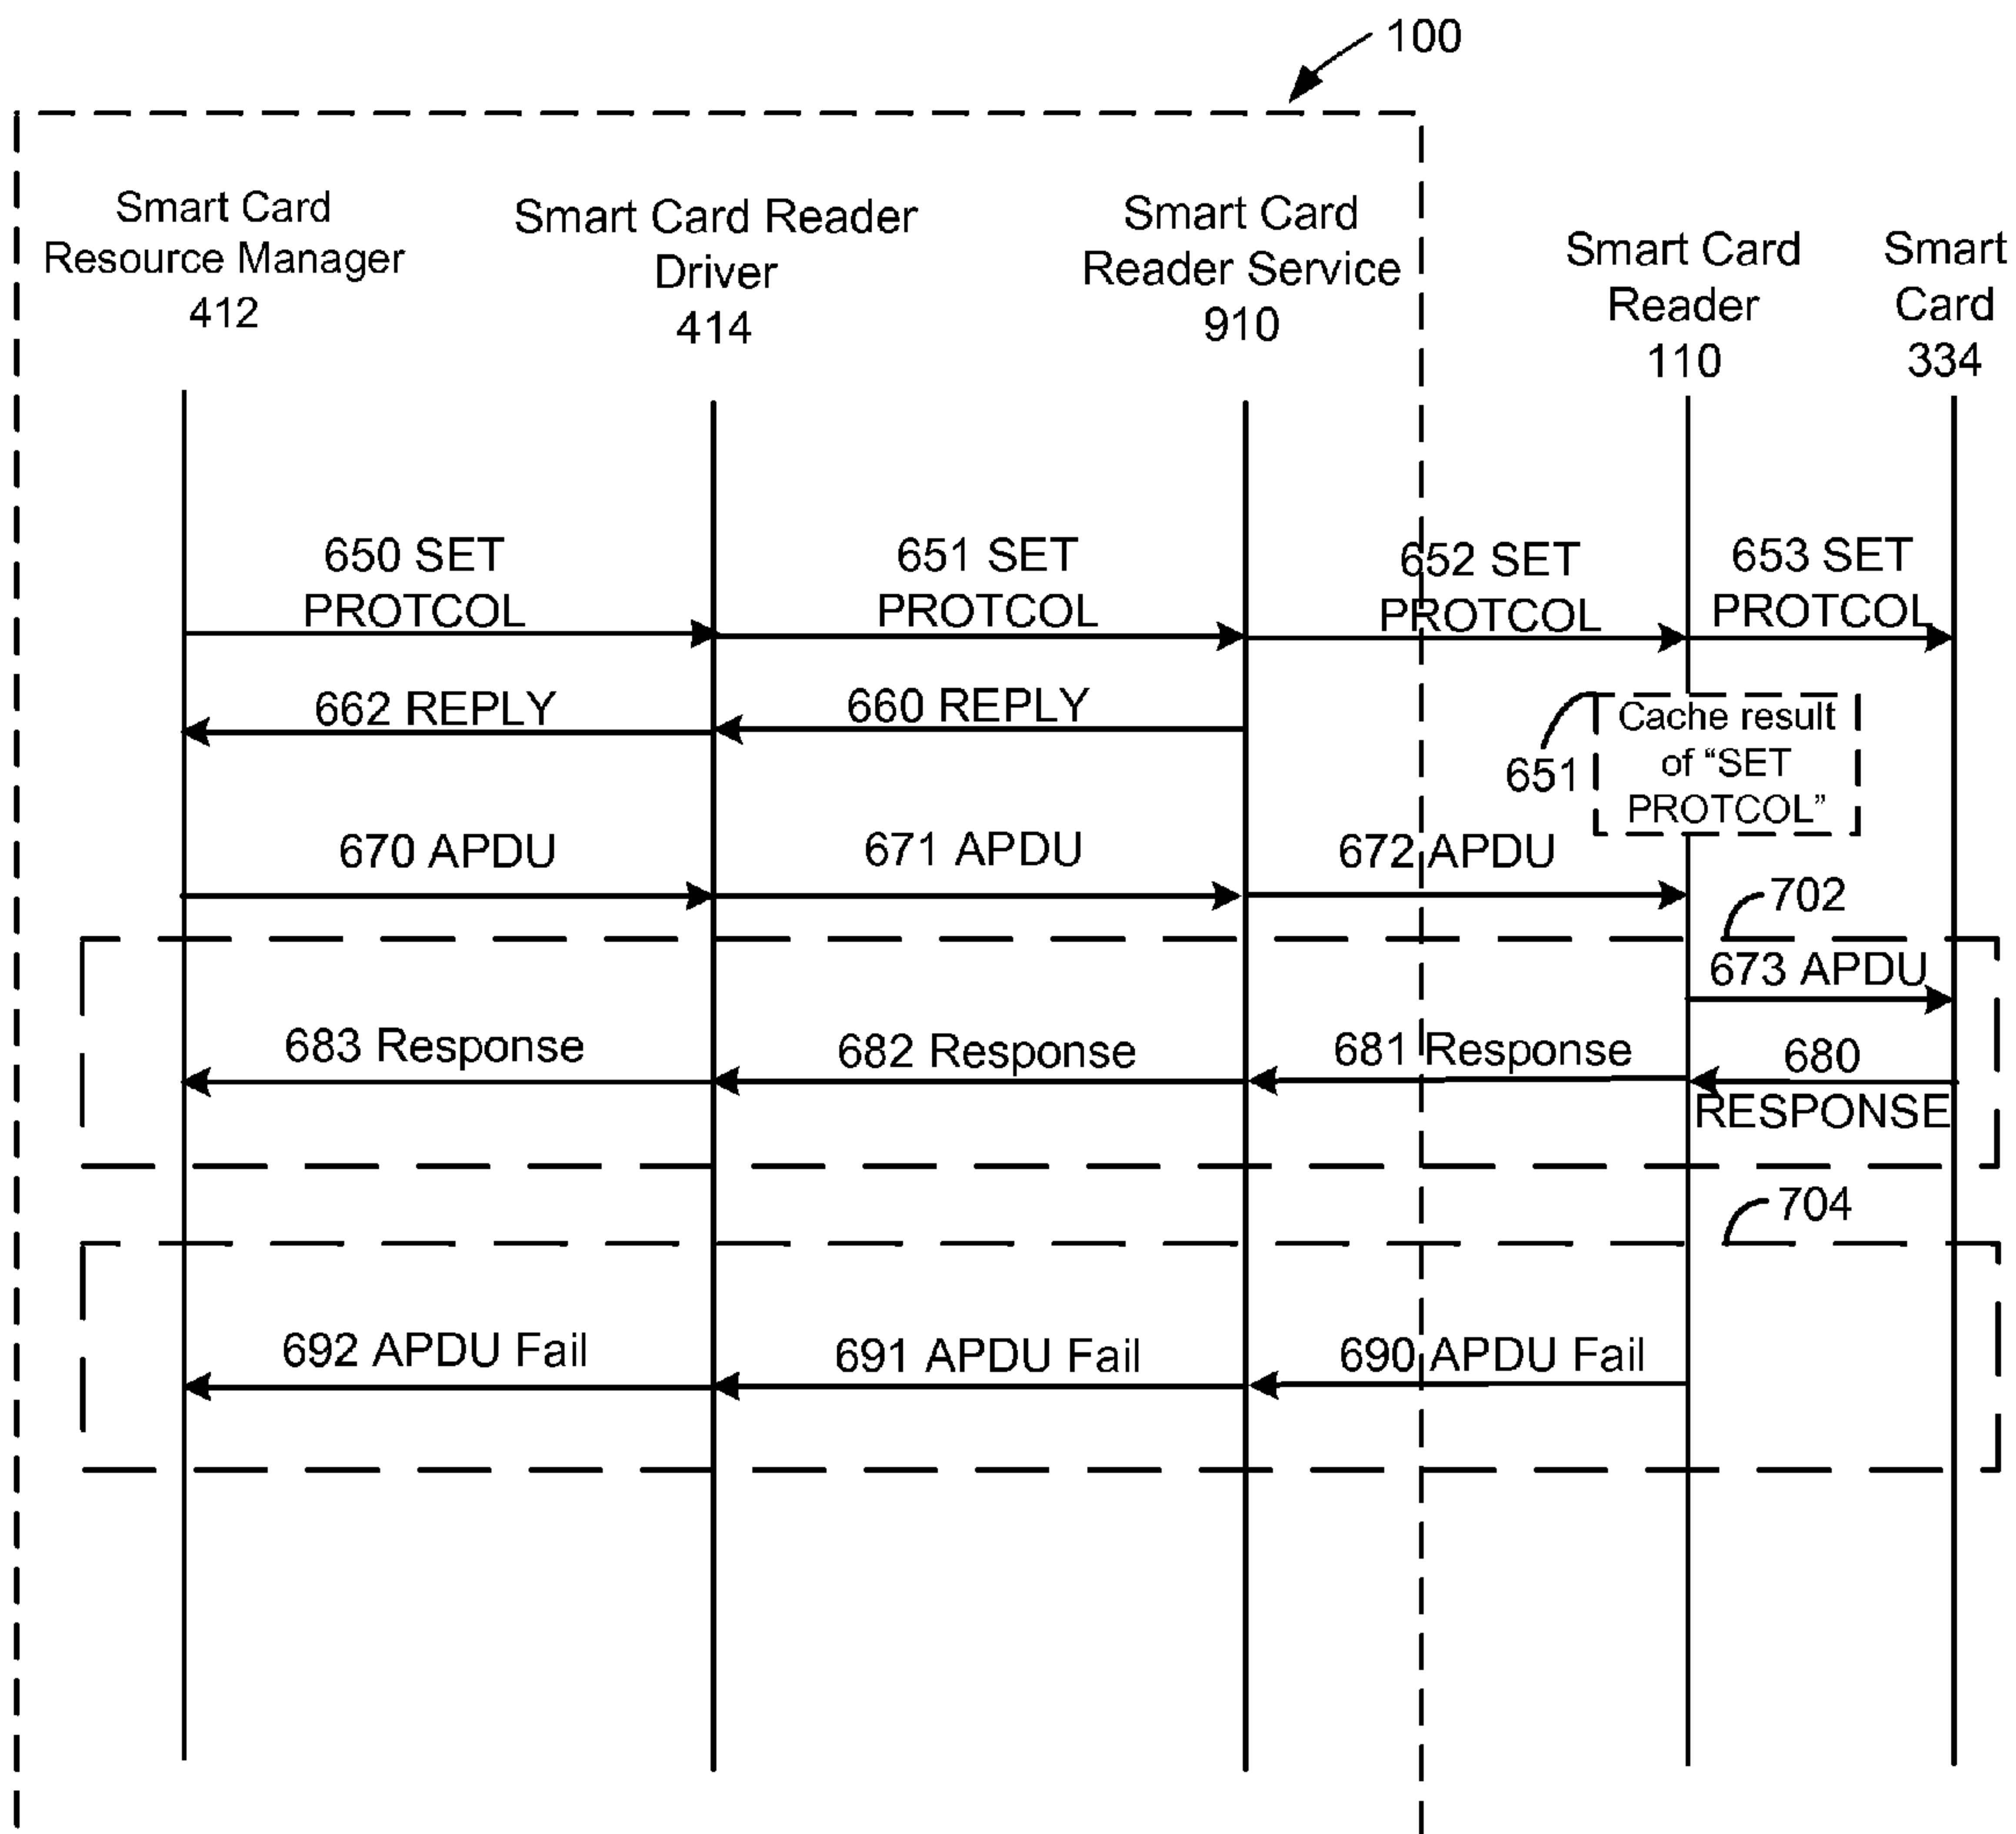 100
Smart Card
Resource Manager
412
Smart Card Reader
Driver
414
Smart Card
Reader Service
910
Smart Card
Reader
110
Smart
Card
334
650 SET
PROTCOL
651 SET
PROTCOL
652 SET
PROTCOL
653 SET
PROTCOL
662 REPLY
660 REPLY
651
Cache result
of “SET
PROTCOL”
670 APDU
671 APDU
672 APDU
702
673 APDU
683 Response
682 Response
681 Response
680
RESPONSE
704
692 APDU Fail
691 APDU Fail
690 APDU Fail